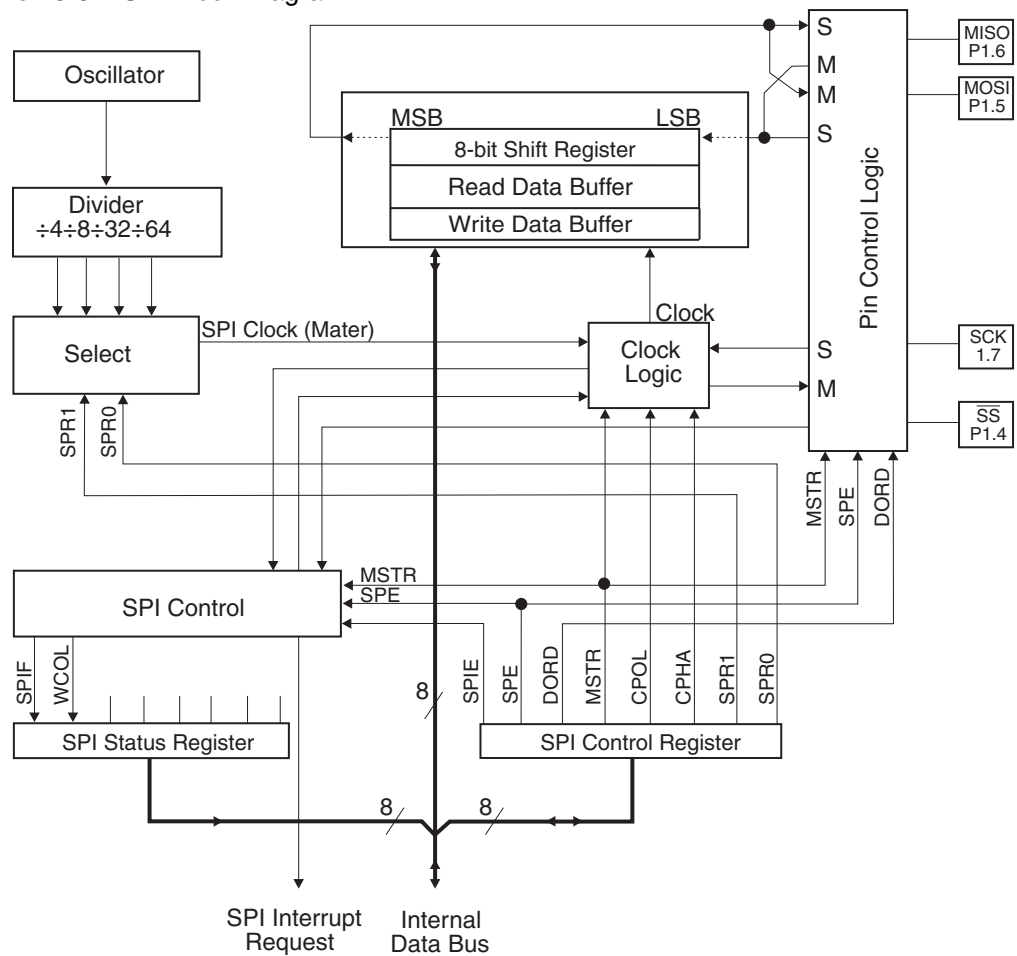 Oscillator
Divider
÷4÷8÷32÷64
Select
SPI Clock (Mater)
SPR1
SPR0
MSB
LSB
8-bit Shift Register
Read Data Buffer
Write Data Buffer
Clock
Clock
Logic
S
M
M
S
S
M
Pin Control Logic
MISO
P1.6
MOSI
P1.5
SCK
1.7
SS
P1.4
MSTR
SPE
DORD
SPI Control
MSTR
SPE
SPIF
WCOL
SPI Status Register
SPIE
SPE
DORD
MSTR
CPOL
CPHA
SPR1
SPR0
SPI Control Register
8
8
8
SPI Interrupt
Request
Internal
Data Bus